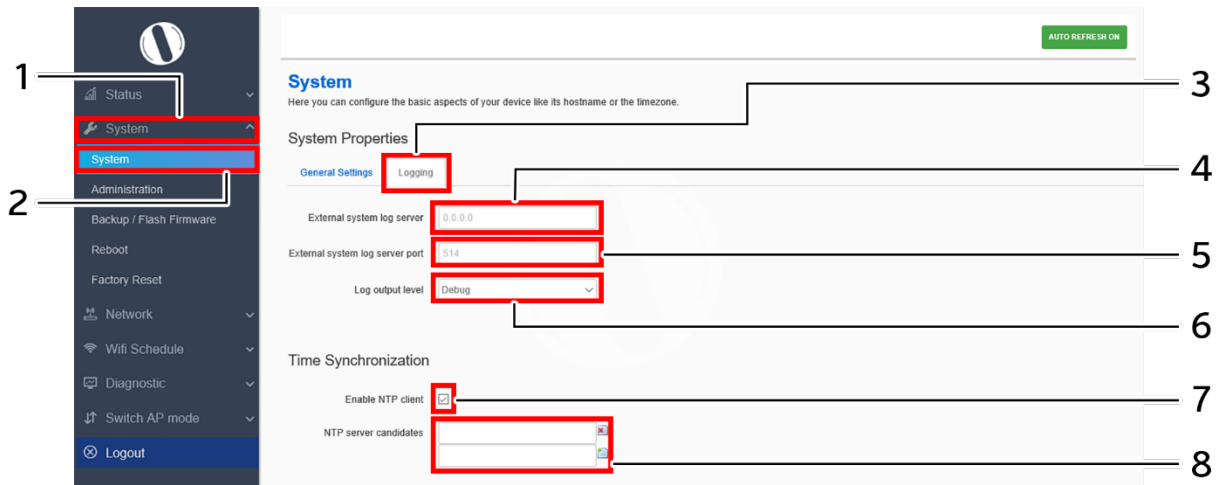 AUTO REFRESH ON
1
Status
System
System
2
Administration
Backup / Flash Firmware
Reboot
Factory Reset
Network
Wifi Schedule
Diagnostic
Switch AP mode
Logout
System
Here you can configure the basic aspects of your device like its hostname or the timezone.
System Properties
General Settings Logging
3
External system log server 0.0.0.0
4
External system log server port 514
5
Log output level Debug
6
Time Synchronization
Enable NTP client
7
NTP server candidates
8